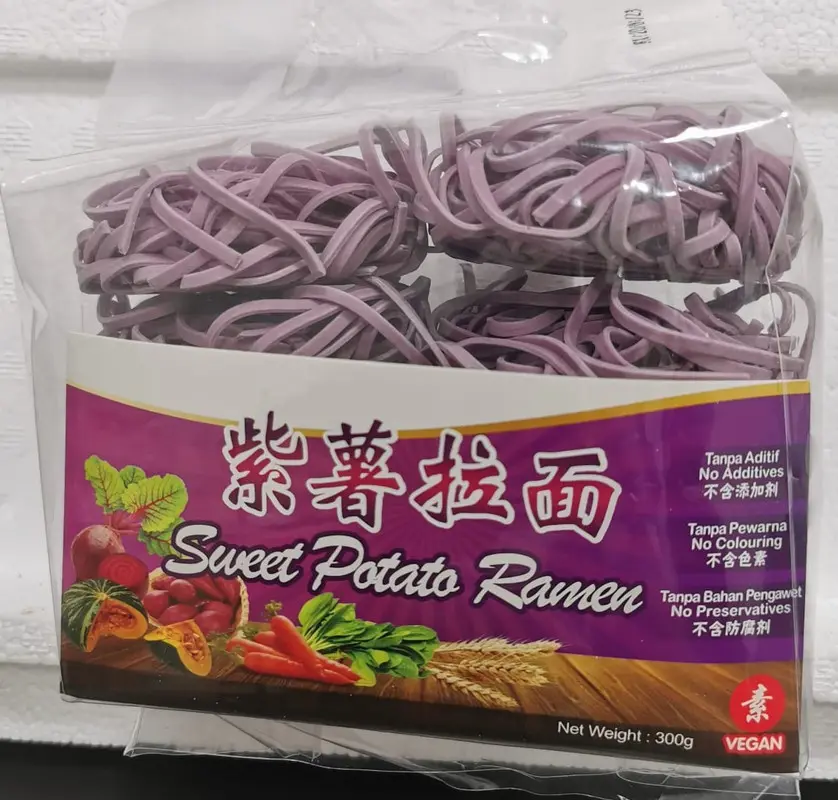 紫薯拉面
Sweet Potato Ramen
Tanpa Aditif
No Additives
不含添加剂
Tanpa Pewarna
No Colouring
不含色素
Tanpa Bahan Pengawet
No Preservatives
不含防腐剂
Net Weight : 300g
素
VEGAN